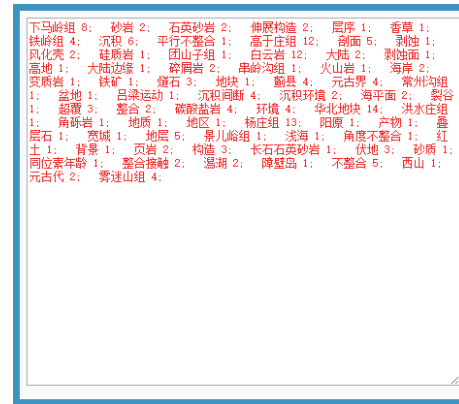 下马岭组 8;　砂岩 2;　石英砂岩 2;　伸展构造 2;　层序 1;　香草 1;
铁岭组 4;　沉积 6;　平行不整合 1;　高于庄组 12;　剖面 5;　剥蚀 1;
风化壳 2;　硅质岩 1;　团山子组 1;　白云岩 12;　大陆 2;　剥蚀面 1;
高地 1;　大陆边缘 1;　碎屑岩 2;　串岭沟组 1;　火山岩 1;　海岸 2;
变质岩 1;　铁矿 1;　燧石 3;　地块 1;　蓟县 4;　元古界 4;　常州沟组
1;　盆地 1;　吕梁运动 1;　沉积间断 4;　沉积环境 2;　海平面 2;　裂谷
1;　超覆 3;　整合 2;　碳酸盐岩 4;　环境 4;　华北地块 14;　洪水庄组
1;　角砾岩 1;　地质 1;　地区 1;　杨庄组 13;　阳原 1;　产物 1;　叠
层石 1;　宽城 1;　地层 5;　景儿峪组 1;　浅海 1;　角度不整合 1;　红
土 1;　背景 1;　页岩 2;　构造 3;　长石石英砂岩 1;　伏地 3;　砂质 1;
同位素年龄 1;　整合接触 2;　潟湖 2;　障壁岛 1;　不整合 5;　西山 1;
元古代 2;　雾迷山组 4;